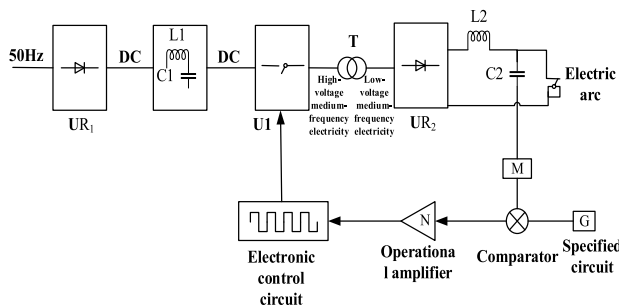 50Hz
DC
L1
C1
DC
UR1
U1
T
High-
voltage
medium-
frequency
electricity
Low-
voltage
medium-
frequency
electricity
UR2
L2
C2
Electric
arc
M
G
N
Electronic
control
circuit
Operationa
l amplifier
Comparator
Specified
circuit